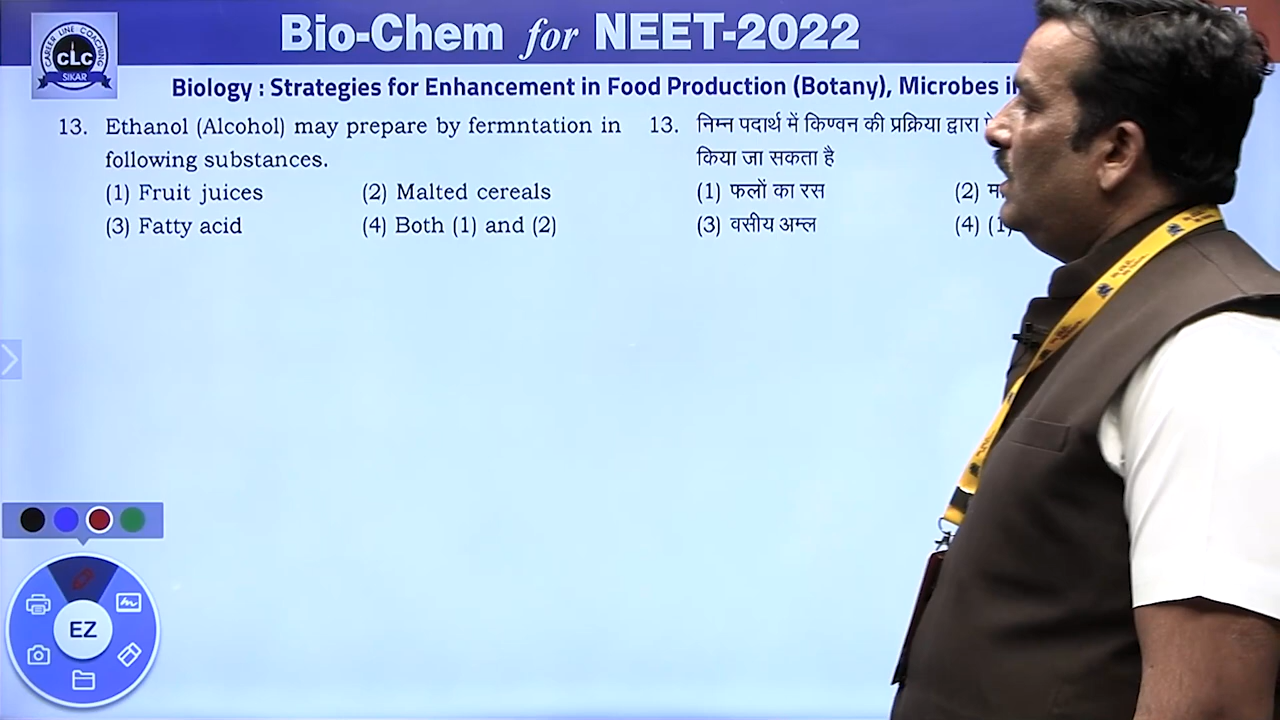 Bio-Chem for NEET-2022
CAREER LINE COACHING
CLC
SIKAR
Biology : Strategies for Enhancement in Food Production (Botany), Microbes
13. Ethanol (Alcohol) may prepare by fermntation in
following substances.
(1) Fruit juices (2) Malted cereals
(3) Fatty acid (4) Both (1) and (2)
13. निम्न पदार्थ में किण्वन की प्रक्रिया द्वारा
किया जा सकता है
(1) फलों का रस (2)
(3) वसीय अम्ल (4) (1)
EZ